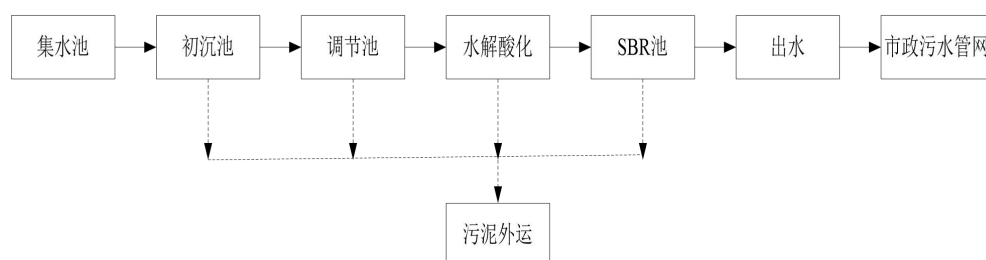 集水池
初沉池
调节池
水解酸化
SBR池
出水
市政污水管网
污泥外运